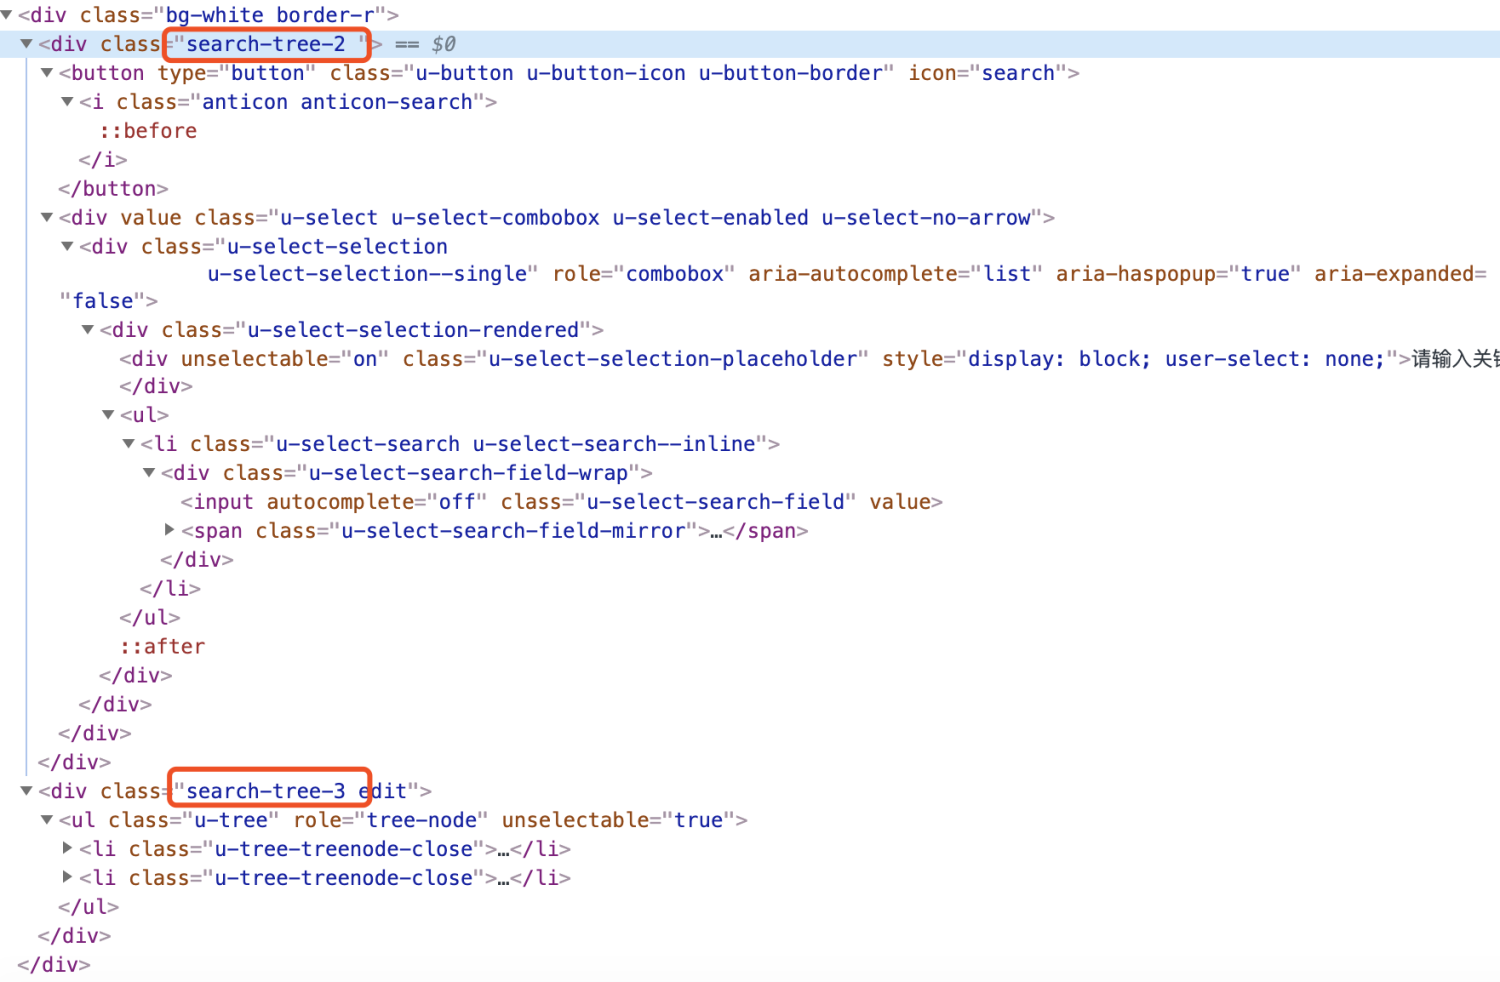 ▼<div class="bg-white border-r">
▼<div class="search-tree-2 "> == $0
▼<button type="button" class="u-button u-button-icon u-button-border" icon="search">
▼<i class="anticon anticon-search">
::before
</i>
</button>
▼<div value class="u-select u-select-combobox u-select-enabled u-select-no-arrow">
▼<div class="u-select-selection
u-select-selection--single" role="combobox" aria-autocomplete="list" aria-haspopup="true" aria-expanded=
"false">
▼<div class="u-select-selection-rendered">
<div unselectable="on" class="u-select-selection-placeholder" style="display: block; user-select: none;">请输入关
</div>
▼<ul>
▼<li class="u-select-search u-select-search--inline">
▼<div class="u-select-search-field-wrap">
<input autocomplete="off" class="u-select-search-field" value>
▶<span class="u-select-search-field-mirror">…</span>
</div>
</li>
</ul>
::after
</div>
</div>
</div>
</div>
▼<div class="search-tree-3 edit">
▼<ul class="u-tree" role="tree-node" unselectable="true">
▶<li class="u-tree-treenode-close">…</li>
▶<li class="u-tree-treenode-close">…</li>
</ul>
</div>
</div>